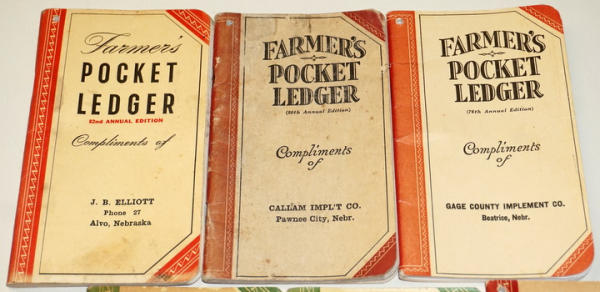 Farmer's
POCKET
LEDGER
82nd ANNUAL EDITION
Compliments of
J. B. ELLIOTT
Phone 27
Alvo, Nebraska
FARMER'S
POCKET
LEDGER
(80th Annual Edition)
Compliments
of
CALLAM IMPL'T CO.
Pawnee City, Nebr.
FARMER'S
POCKET
LEDGER
(76th Annual Edition)
Compliments
of
GAGE COUNTY IMPLEMENT CO.
Beatrice, Nebr.